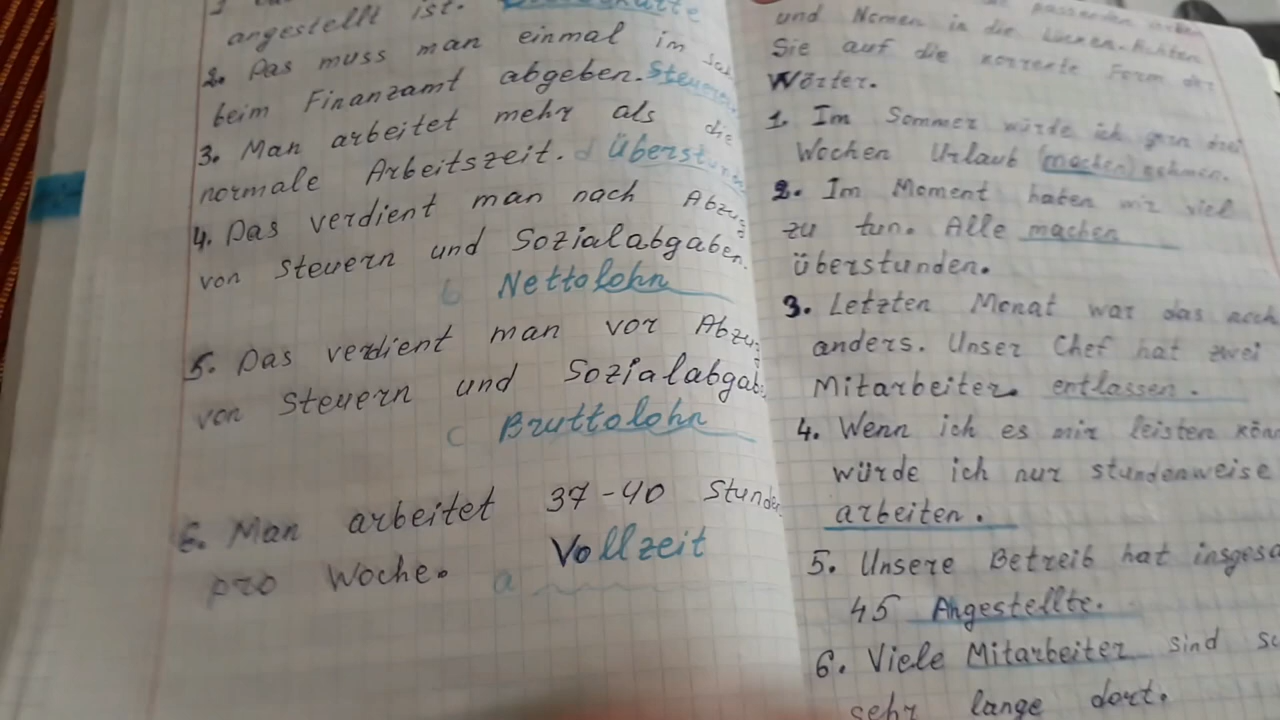 angestellt ist.
2. Das muss man einmal im
beim Finanzamt abgeben.
3. Man arbeitet mehr als die
normale Arbeitszeit. d
4. Das verdient man nach Abzug
von Steuern und Sozialabgaben.
b Nettolohn
5. Das verdient man vor Abzug
von Steuern und
c Bruttolohn
6. Man arbeitet 37-40
pro Woche. a Vollzeit
und Nomen in die Lücken. Achten
Sie auf die korrekte Form der
Wörter.
1. Im Sommer würde ich gern drei
Wochen Urlaub (machen) nehmen.
2. Im Moment haben wir viel
zu tun. Alle machen
überstunden.
3. Letzten Monat war das noch
anders. Unser Chef hat zwei
Mitarbeiter. entlassen.
4. Wenn ich es mir leisten
würde ich nur stundenweise
arbeiten.
5. Unsere Betreib hat
45 Angestellte.
6. Viele Mitarbeiter sind
sehr lange dort.